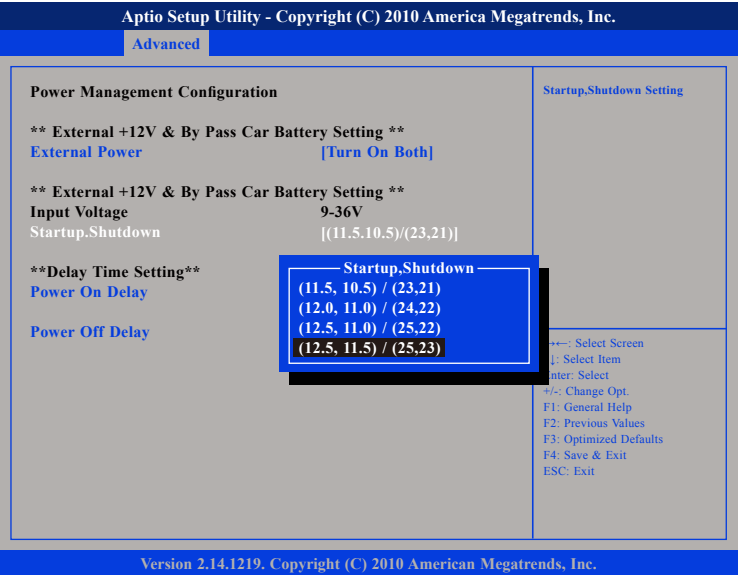 Aptio Setup Utility - Copyright (C) 2010 America Megatrends, Inc.
Advanced
Power Management Configuration
** External +12V & By Pass Car Battery Setting **
External Power [Turn On Both]
** External +12V & By Pass Car Battery Setting **
Input Voltage 9-36V
Startup.Shutdown [(11.5.10.5)/(23,21)]
**Delay Time Setting**
Power On Delay
Power Off Delay
Startup,Shutdown
(11.5, 10.5) / (23,21)
(12.0, 11.0) / (24,22)
(12.5, 11.0) / (25,22)
(12.5, 11.5) / (25,23)
Startup,Shutdown Setting
→←: Select Screen
↓: Select Item
nter: Select
+/-: Change Opt.
F1: General Help
F2: Previous Values
F3: Optimized Defaults
F4: Save & Exit
ESC: Exit
Version 2.14.1219. Copyright (C) 2010 American Megatrends, Inc.